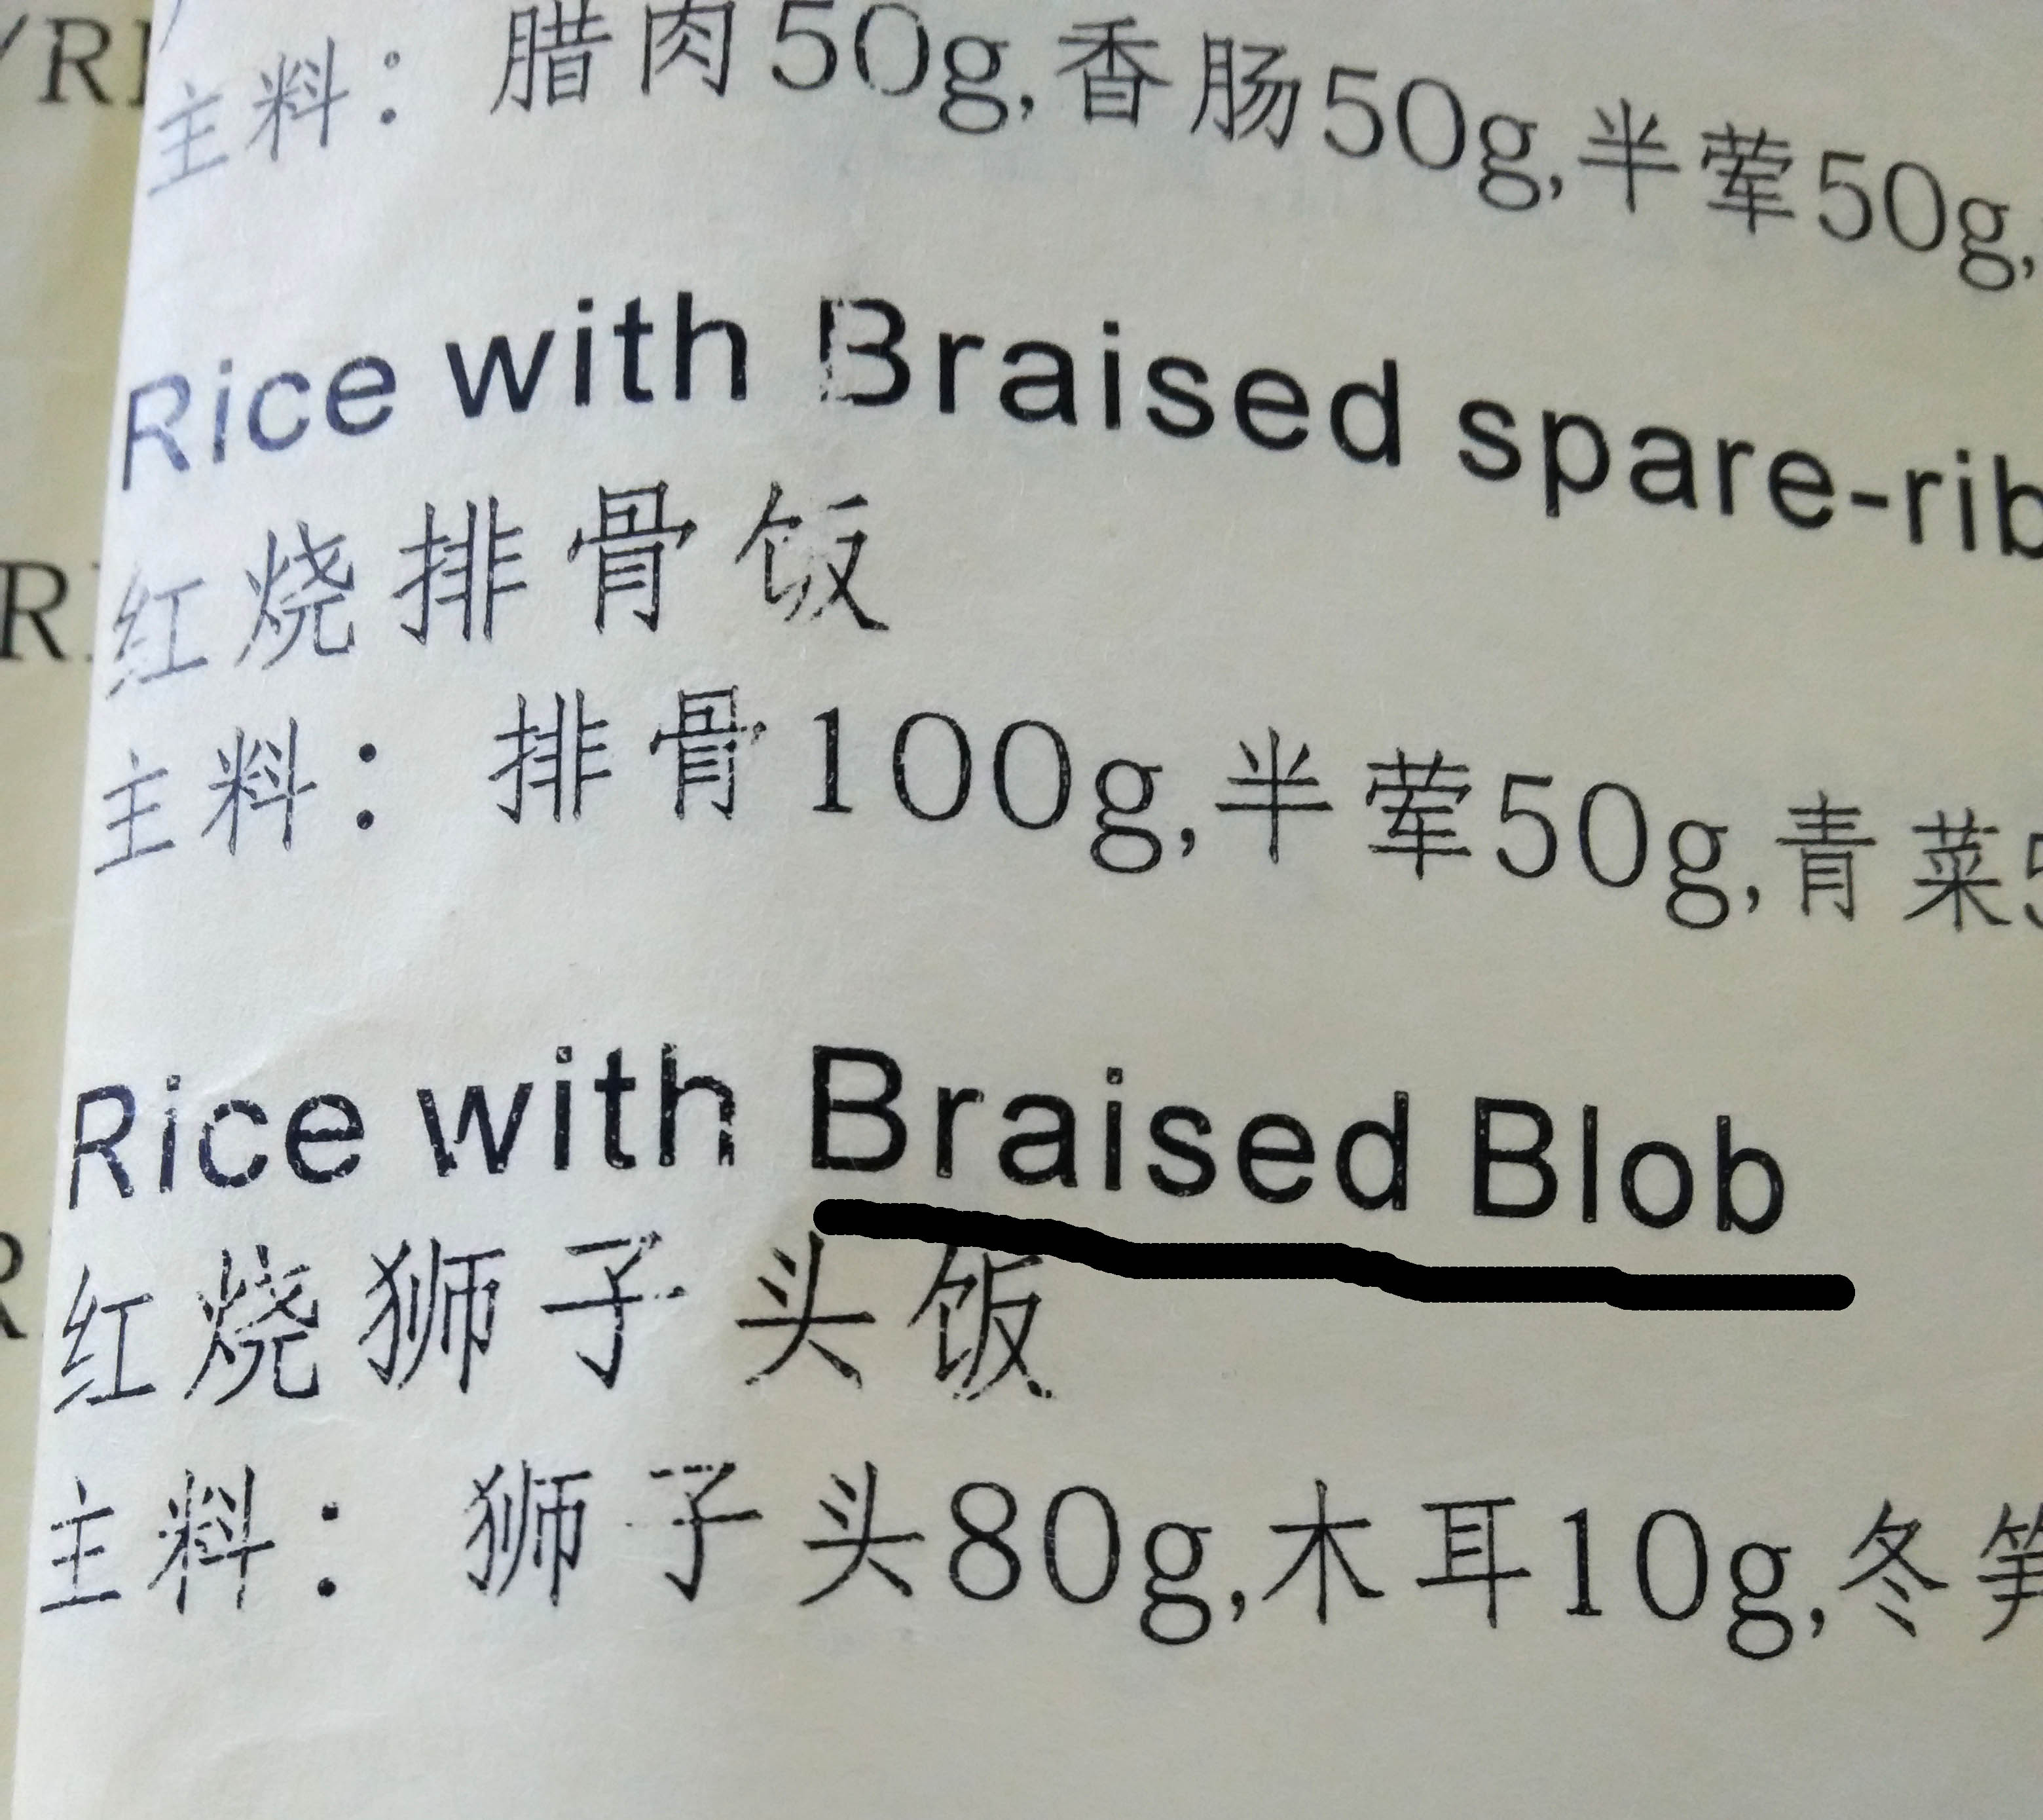 /R
主料： 腊肉50g,香肠50g,半荤50g,
Rice with Braised spare-rib
R
红烧排骨饭
主料： 排骨100g,半荤50g,青菜5
Rice with Braised Blob
R
红烧狮子头饭
主料： 狮子头80g,木耳10g,冬笋